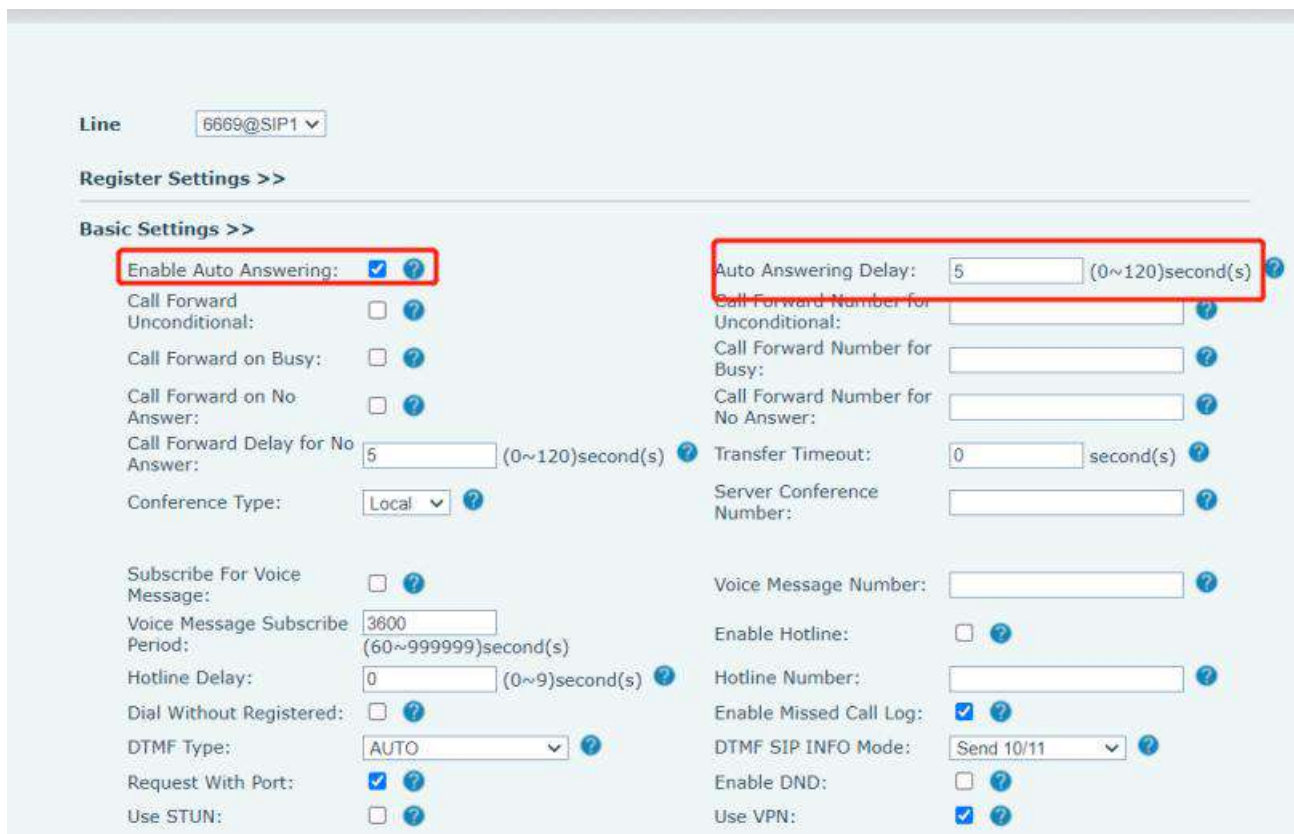 Line 6669@SIP1
Register Settings >>
Basic Settings >>
Enable Auto Answering: Auto Answering Delay: 5 (0~120)second(s)
Call Forward Unconditional: Call Forward Number for Unconditional:
Call Forward on Busy: Call Forward Number for Busy:
Call Forward on No Answer: Call Forward Number for No Answer:
Call Forward Delay for No Answer: 5 (0~120)second(s) Transfer Timeout: 0 second(s)
Conference Type: Local Server Conference Number:
Subscribe For Voice Message: Voice Message Number:
Voice Message Subscribe Period: 3600 (60~999999)second(s) Enable Hotline:
Hotline Delay: 0 (0~9)second(s) Hotline Number:
Dial Without Registered: Enable Missed Call Log:
DTMF Type: AUTO DTMF SIP INFO Mode: Send 10/11
Request With Port: Enable DND:
Use STUN: Use VPN: